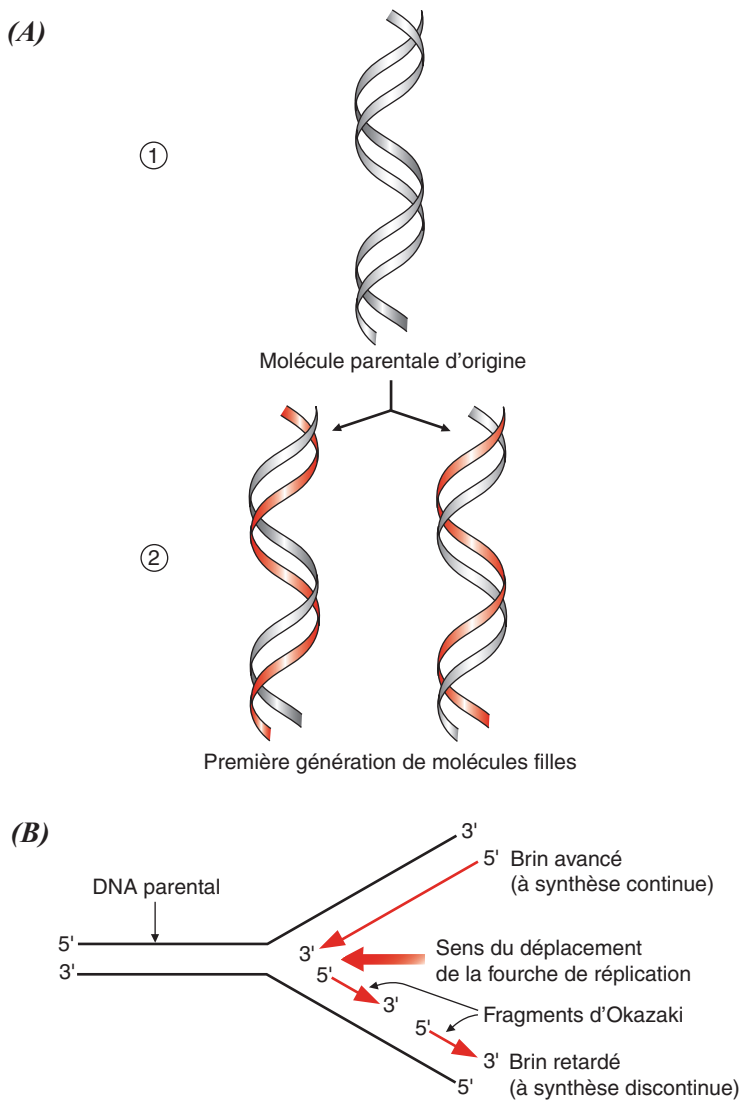 (A)
1
Molécule parentale d'origine
2
Première génération de molécules filles
(B)
3'
5' Brin avancé
(à synthèse continue)
DNA parental
5'
3'
3'
Sens du déplacement
de la fourche de réplication
5'
3'
Fragments d'Okazaki
5'
3' Brin retardé
(à synthèse discontinue)
5'